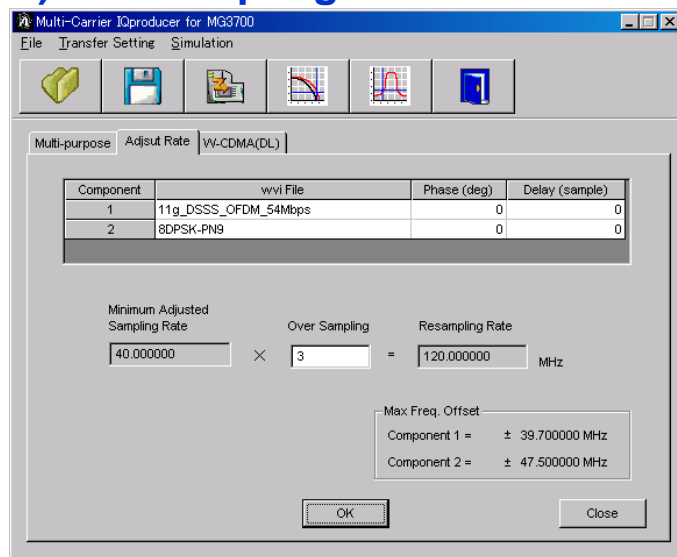 Multi-Carrier IQproducer for MG3700
File Transfer Setting Simulation
Multi-purpose Adjsut Rate W-CDMA(DL)
Component wvi File Phase (deg) Delay (sample)
1 11g_DSSS_OFDM_54Mbps 0 0
2 8DPSK-PN9 0 0
Minimum Adjusted
Sampling Rate Over Sampling Resampling Rate
40.000000 × 3 = 120.000000 MHz
Max Freq. Offset
Component 1 = ± 39.700000 MHz
Component 2 = ± 47.500000 MHz
OK Close